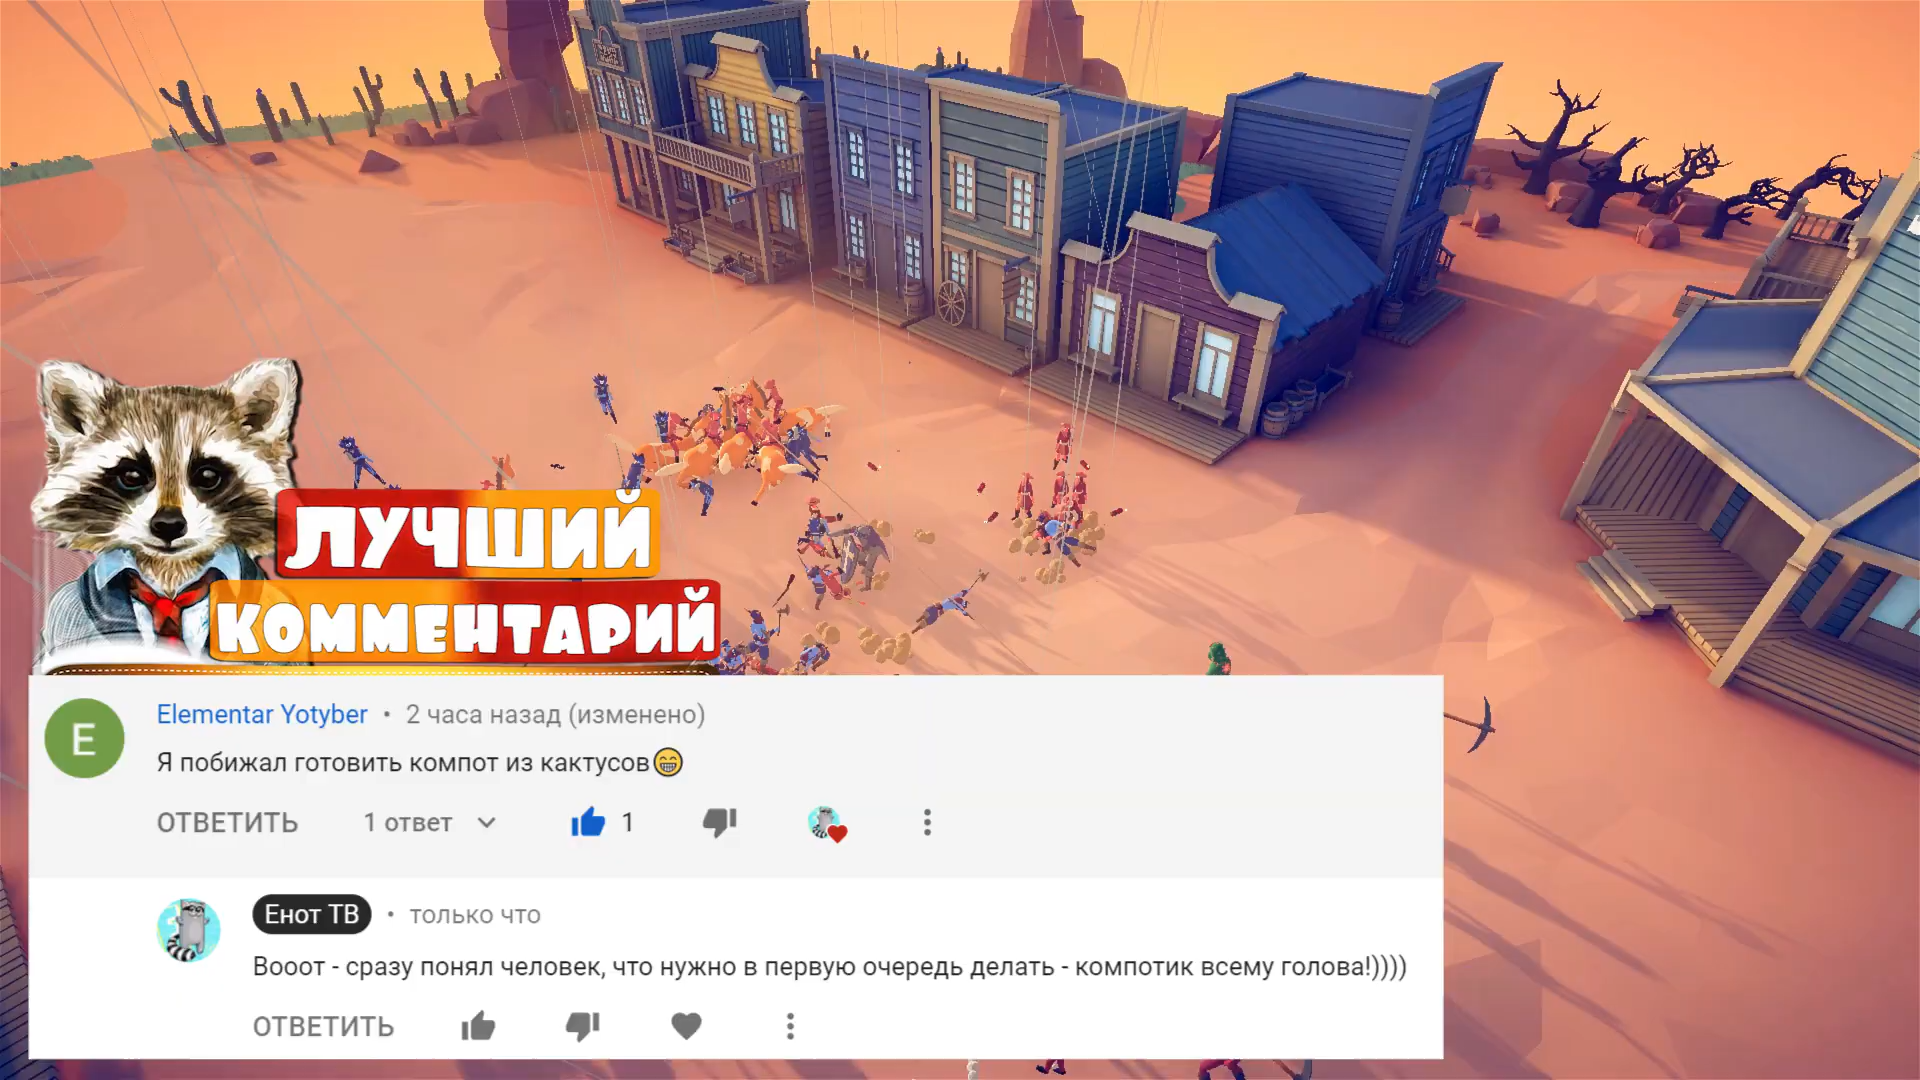 ЛУЧШИЙ
КОММЕНТАРИЙ
E
Elementar Yotyber • 2 часа назад (изменено)
Я побижал готовить компот из кактусов😁
ОТВЕТИТЬ 1 ответ 1
Енот ТВ • только что
Вооот - сразу понял человек, что нужно в первую очередь делать - компотик всему голова!))))
ОТВЕТИТЬ